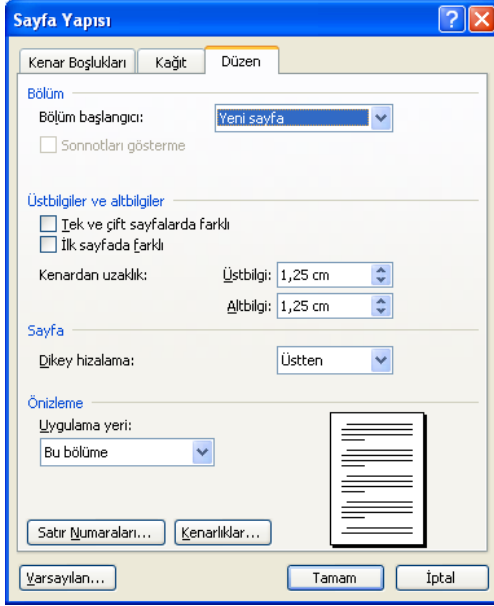 Sayfa Yapısı
Kenar Boşlukları Kağıt Düzen
Bölüm
Bölüm başlangıcı: Yeni sayfa
Sonnotları gösterme
Üstbilgiler ve altbilgiler
Tek ve çift sayfalarda farklı
İlk sayfada farklı
Kenardan uzaklık: Üstbilgi: 1,25 cm
Altbilgi: 1,25 cm
Sayfa
Dikey hizalama: Üstten
Önizleme
Uygulama yeri:
Bu bölüme
Satır Numaraları... Kenarlıklar...
Varsayılan... Tamam İptal